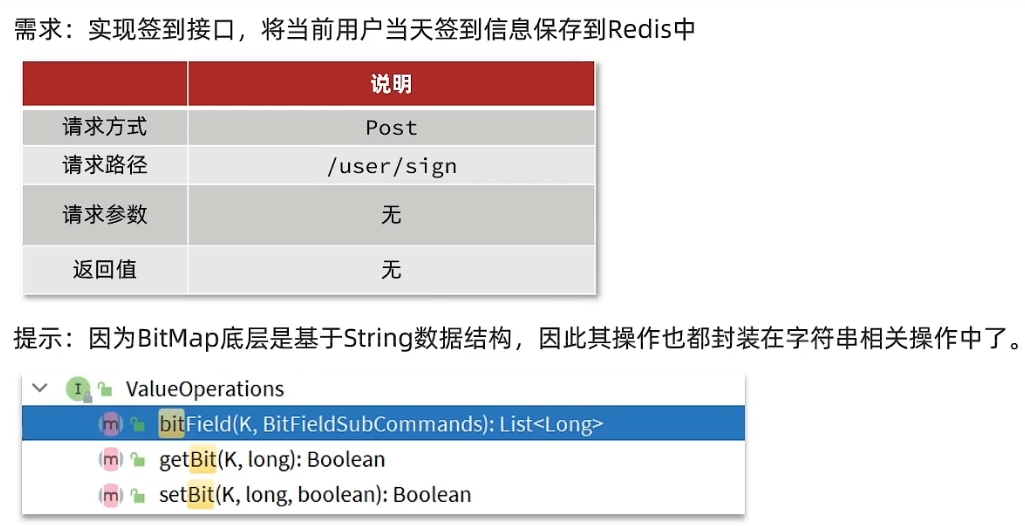 需求：实现签到接口，将当前用户当天签到信息保存到Redis中
说明
请求方式 Post
请求路径 /user/sign
请求参数 无
返回值 无
提示：因为BitMap底层是基于String数据结构，因此其操作也都封装在字符串相关操作中了。
I ValueOperations
m bitField(K, BitFieldSubCommands): List<Long>
m getBit(K, long): Boolean
m setBit(K, long, boolean): Boolean